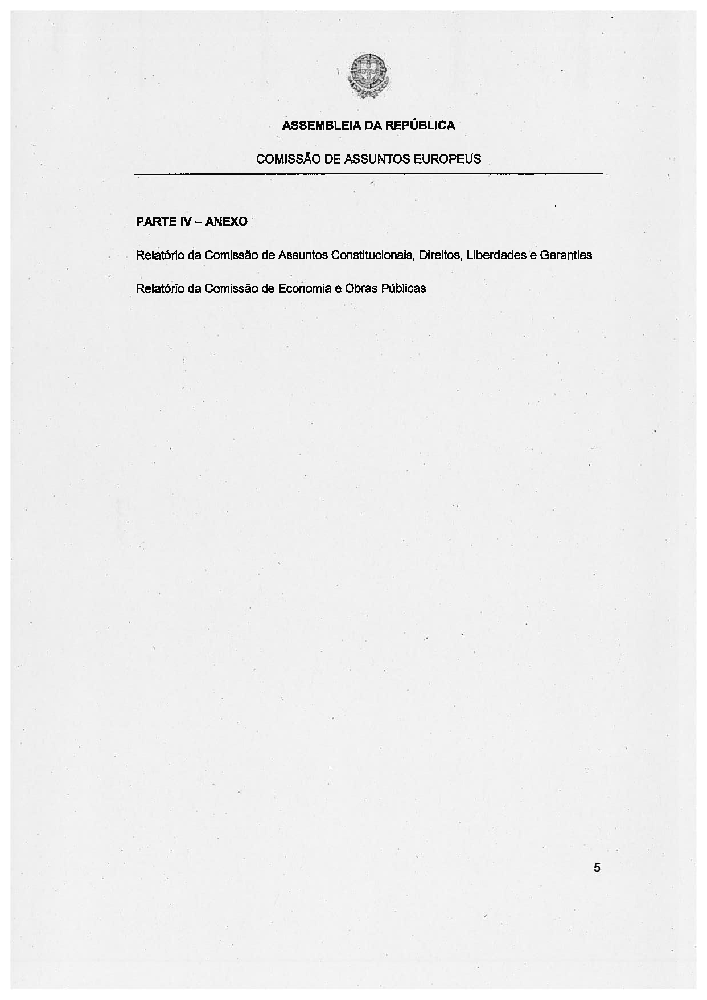 ASSEMBLEIA DA REPÚBLICA
COMISSÃO DE ASSUNTOS EUROPEUS
PARTE IV – ANEXO
Relatório da Comissão de Assuntos Constitucionais, Direitos, Liberdades e Garantias
Relatório da Comissão de Economia e Obras Públicas
5